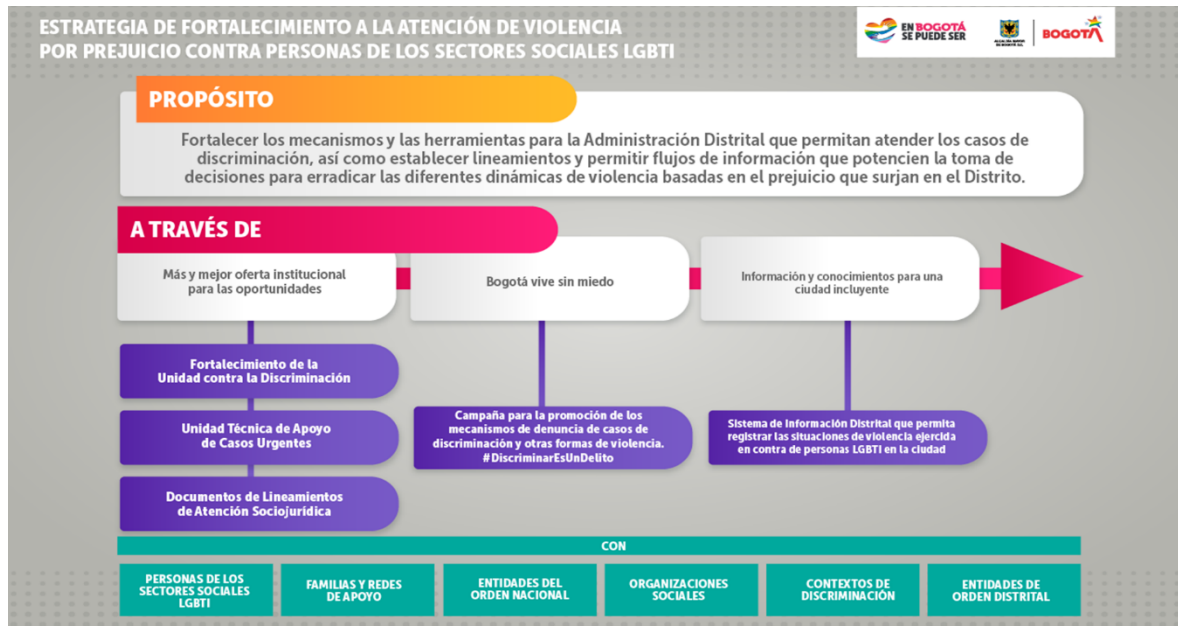 ESTRATEGIA DE FORTALECIMIENTO A LA ATENCIÓN DE VIOLENCIA
POR PREJUICIO CONTRA PERSONAS DE LOS SECTORES SOCIALES LGBTI
EN BOGOTÁ
SE PUEDE SER
ALCALDÍA MAYOR
DE BOGOTÁ D.C.
BOGOTÁ
PROPÓSITO
Fortalecer los mecanismos y las herramientas para la Administración Distrital que permitan atender los casos de
discriminación, así como establecer lineamientos y permitir flujos de información que potencien la toma de
decisiones para erradicar las diferentes dinámicas de violencia basadas en el prejuicio que surjan en el Distrito.
A TRAVÉS DE
Más y mejor oferta institucional
para las oportunidades
Bogotá vive sin miedo
Información y conocimientos para una
ciudad incluyente
Fortalecimiento de la
Unidad contra la Discriminación
Unidad Técnica de Apoyo
de Casos Urgentes
Documentos de Lineamientos
de Atención Sociojurídica
Campaña para la promoción de los
mecanismos de denuncia de casos de
discriminación y otras formas de violencia.
#DiscriminarEsUnDelito
Sistema de Información Distrital que permita
registrar las situaciones de violencia ejercida
en contra de personas LGBTI en la ciudad
CON
PERSONAS DE LOS
SECTORES SOCIALES
LGBTI
FAMILIAS Y REDES
DE APOYO
ENTIDADES DEL
ORDEN NACIONAL
ORGANIZACIONES
SOCIALES
CONTEXTOS DE
DISCRIMINACIÓN
ENTIDADES DE
ORDEN DISTRITAL